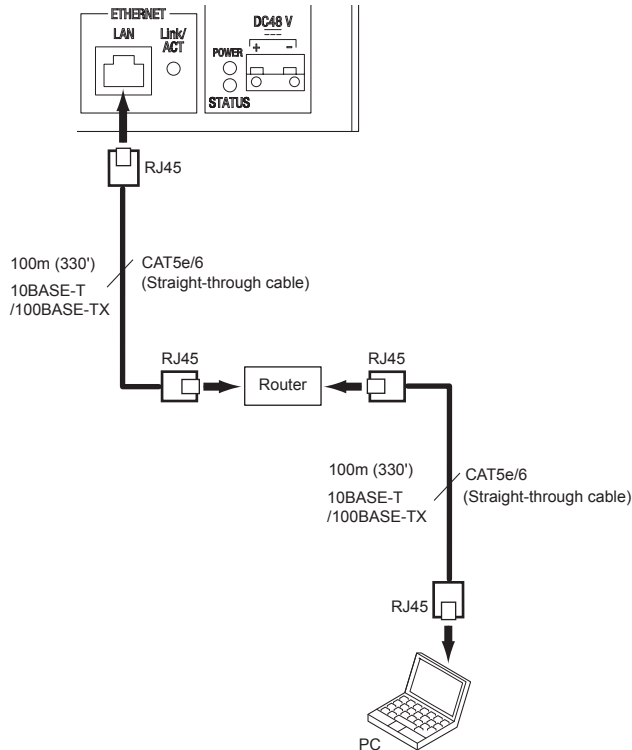 ETHERNET
LAN
Link/
ACT
DC48 V
+ -
POWER
STATUS
RJ45
100m (330')
10BASE-T
/100BASE-TX
CAT5e/6
(Straight-through cable)
RJ45
Router
RJ45
100m (330')
10BASE-T
/100BASE-TX
CAT5e/6
(Straight-through cable)
RJ45
PC